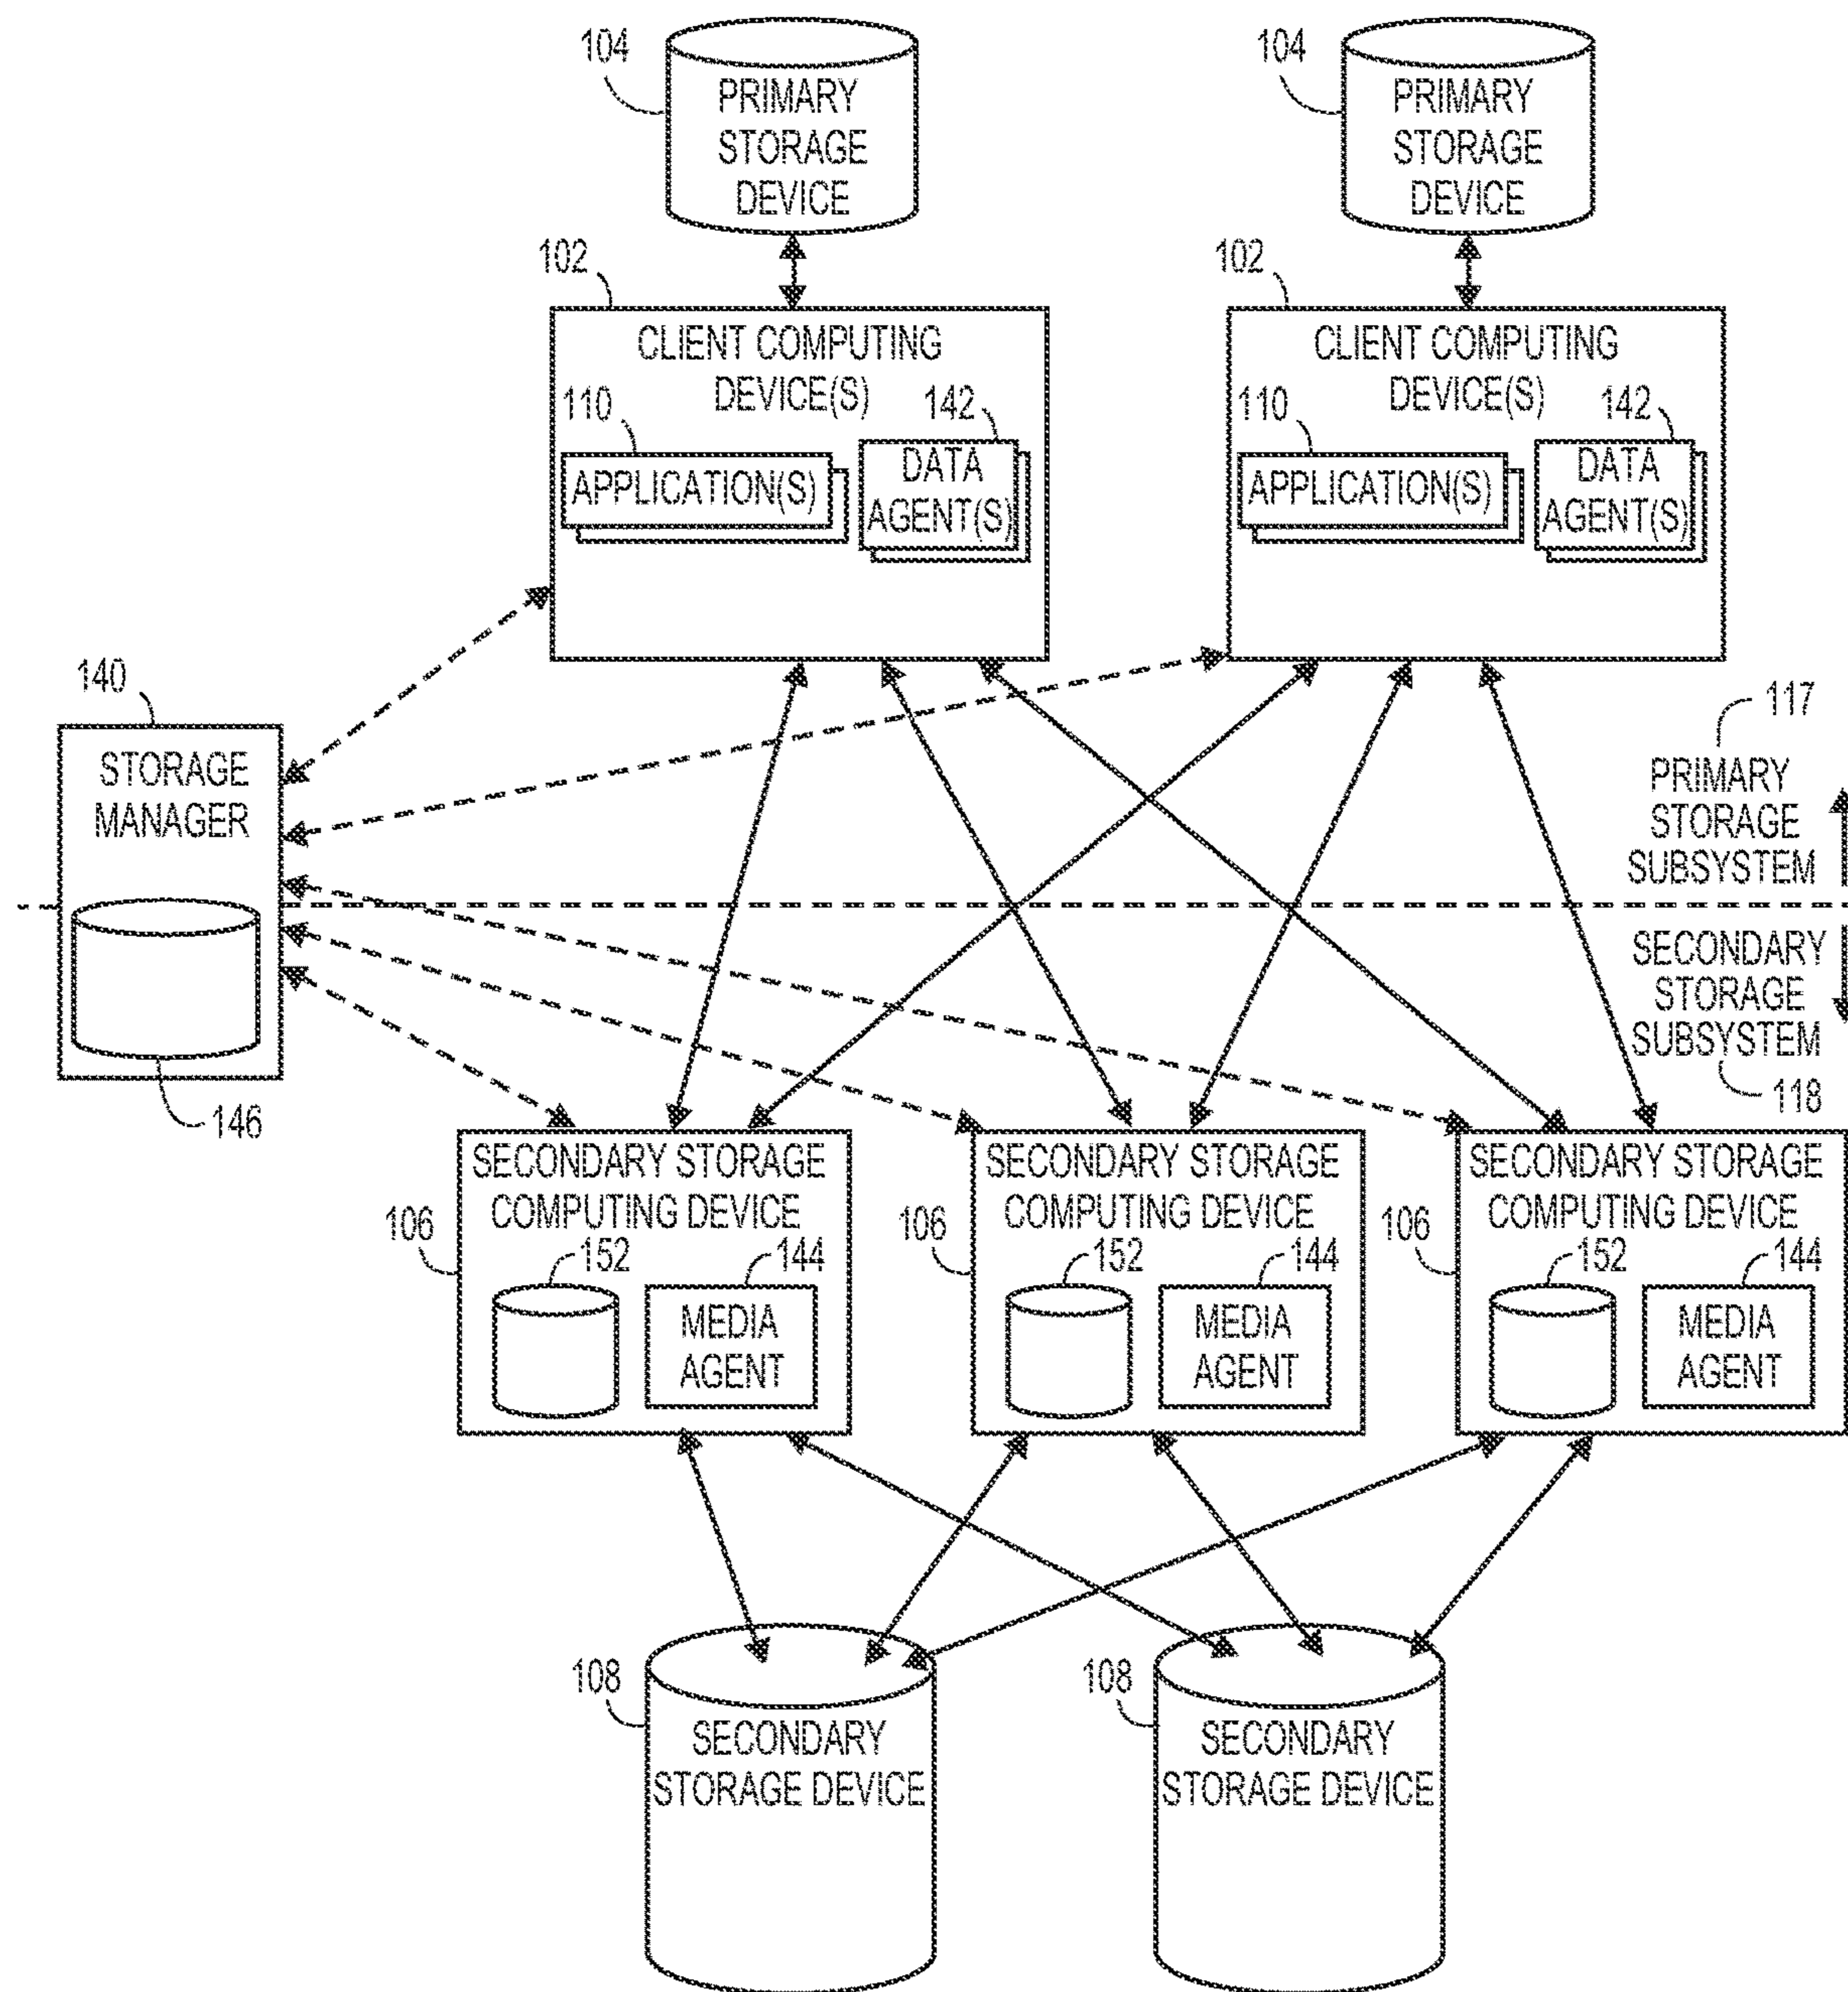 104
PRIMARY
STORAGE
DEVICE
104
PRIMARY
STORAGE
DEVICE
102
CLIENT COMPUTING
DEVICE(S)
110
142
APPLICATION(S)
DATA
AGENT(S)
102
CLIENT COMPUTING
DEVICE(S)
110
142
APPLICATION(S)
DATA
AGENT(S)
140
STORAGE
MANAGER
146
117
PRIMARY
STORAGE
SUBSYSTEM
SECONDARY
STORAGE
SUBSYSTEM
118
SECONDARY STORAGE
COMPUTING DEVICE
106
152
144
MEDIA
AGENT
SECONDARY STORAGE
COMPUTING DEVICE
106
152
144
MEDIA
AGENT
SECONDARY STORAGE
COMPUTING DEVICE
106
152
144
MEDIA
AGENT
108
SECONDARY
STORAGE DEVICE
108
SECONDARY
STORAGE DEVICE